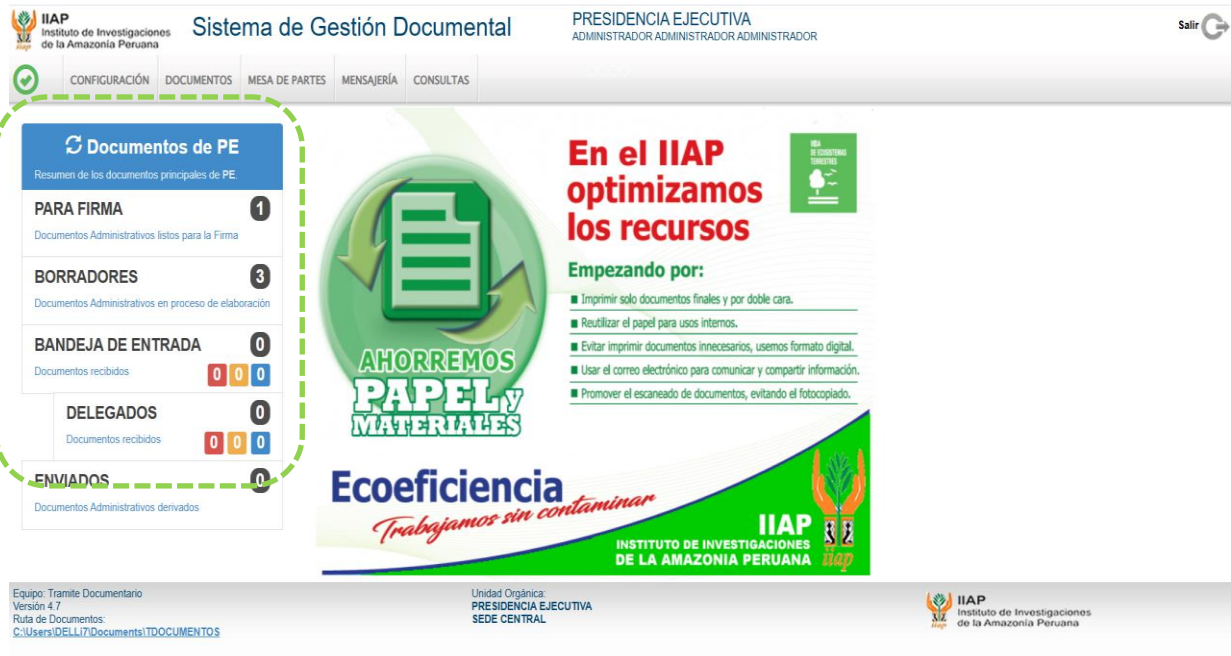 IIAP
Instituto de Investigaciones
de la Amazonía Peruana
iiap
Sistema de Gestión Documental
PRESIDENCIA EJECUTIVA
ADMINISTRADOR ADMINISTRADOR ADMINISTRADOR
Salir
CONFIGURACIÓN DOCUMENTOS MESA DE PARTES MENSAJERÍA CONSULTAS
Documentos de PE
Resumen de los documentos principales de PE.
PARA FIRMA 1
Documentos Administrativos listos para la Firma
BORRADORES 3
Documentos Administrativos en proceso de elaboración
BANDEJA DE ENTRADA 0
Documentos recibidos 0 0 0
DELEGADOS 0
Documentos recibidos 0 0 0
ENVIADOS 0
Documentos Administrativos derivados
AHORREMOS
PAPEL y
MATERIALES
En el IIAP
optimizamos
los recursos
VIDA
DE ECOSISTEMAS
TERRESTRES
Empezando por:
Imprimir solo documentos finales y por doble cara.
Reutilizar el papel para usos internos.
Evitar imprimir documentos innecesarios, usemos formato digital.
Usar el correo electrónico para comunicar y compartir información.
Promover el escaneado de documentos, evitando el fotocopiado.
Ecoeficiencia
Trabajamos sin contaminar
IIAP
INSTITUTO DE INVESTIGACIONES
DE LA AMAZONIA PERUANA
iiap
Equipo: Tramite Documentario
Versión 4.7
Ruta de Documentos:
C:\Users\DELLi7\Documents\TDOCUMENTOS
Unidad Orgánica:
PRESIDENCIA EJECUTIVA
SEDE CENTRAL
IIAP
Instituto de Investigaciones
de la Amazonía Peruana
iiap